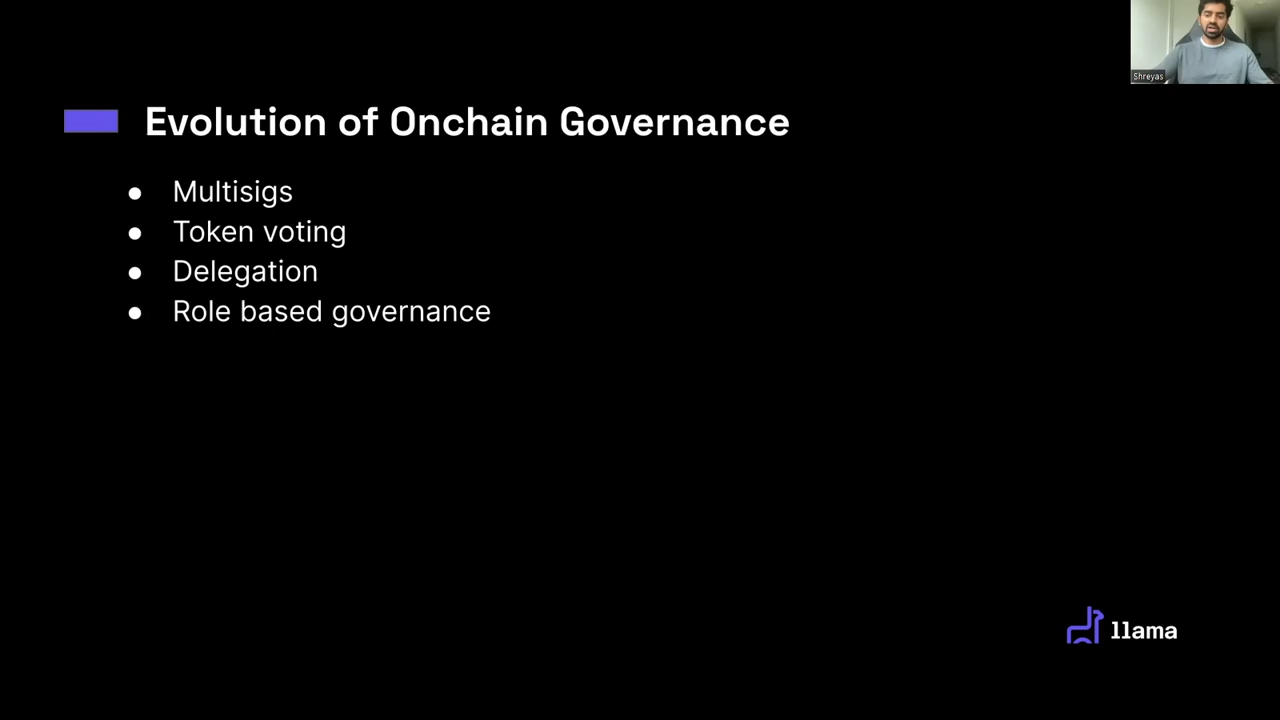 Shreyas
Evolution of Onchain Governance
● Multisigs
● Token voting
● Delegation
● Role based governance
llama